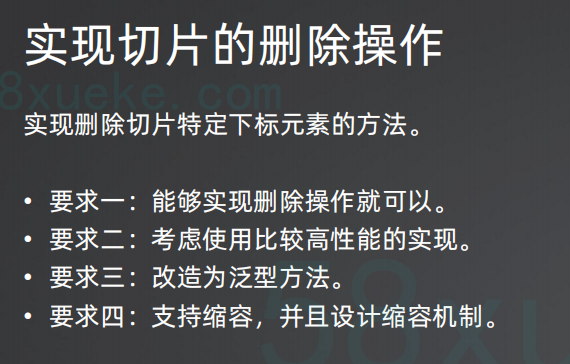 实现切片的删除操作
8xueke.com
实现删除切片特定下标元素的方法。
• 要求一：能够实现删除操作就可以。
• 要求二：考虑使用比较高性能的实现。
• 要求三：改造为泛型方法。
• 要求四：支持缩容，并且设计缩容机制。
58xu